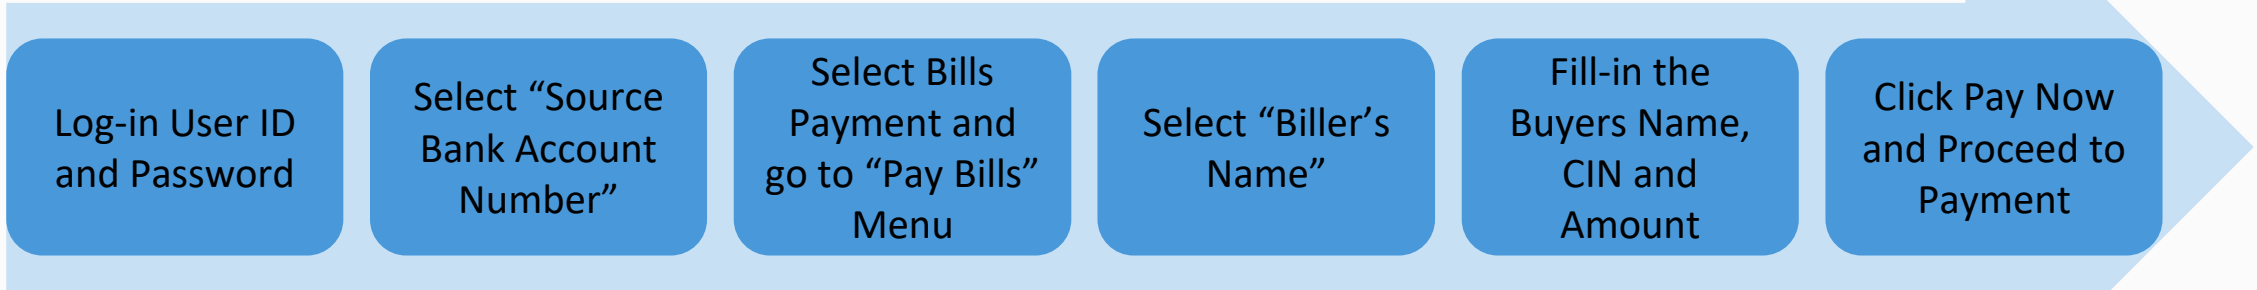 Log-in User ID
and Password
Select “Source
Bank Account
Number”
Select Bills
Payment and
go to “Pay Bills”
Menu
Select “Biller’s
Name”
Fill-in the
Buyers Name,
CIN and
Amount
Click Pay Now
and Proceed to
Payment